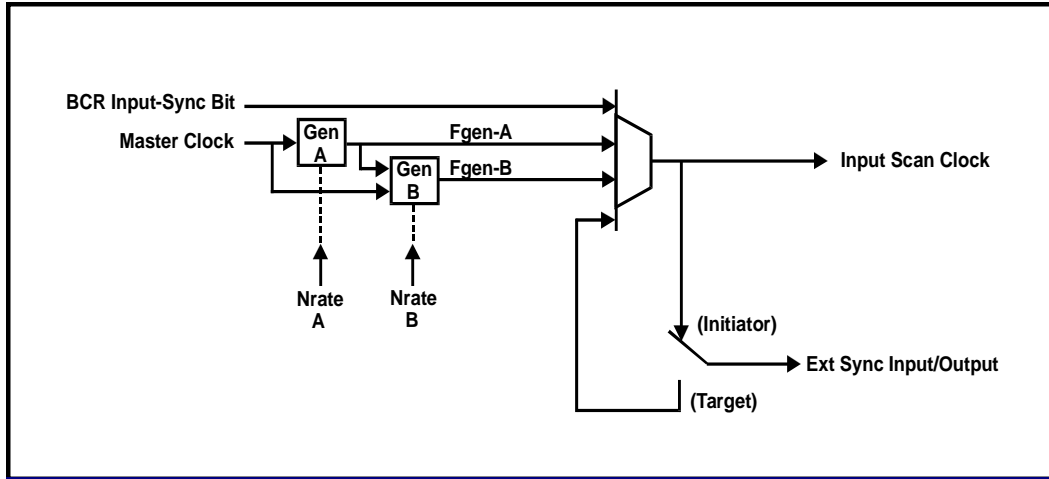 BCR Input-Sync Bit
Master Clock
Gen
A
Fgen-A
Gen
B
Fgen-B
Input Scan Clock
Nrate
A
Nrate
B
(Initiator)
Ext Sync Input/Output
(Target)